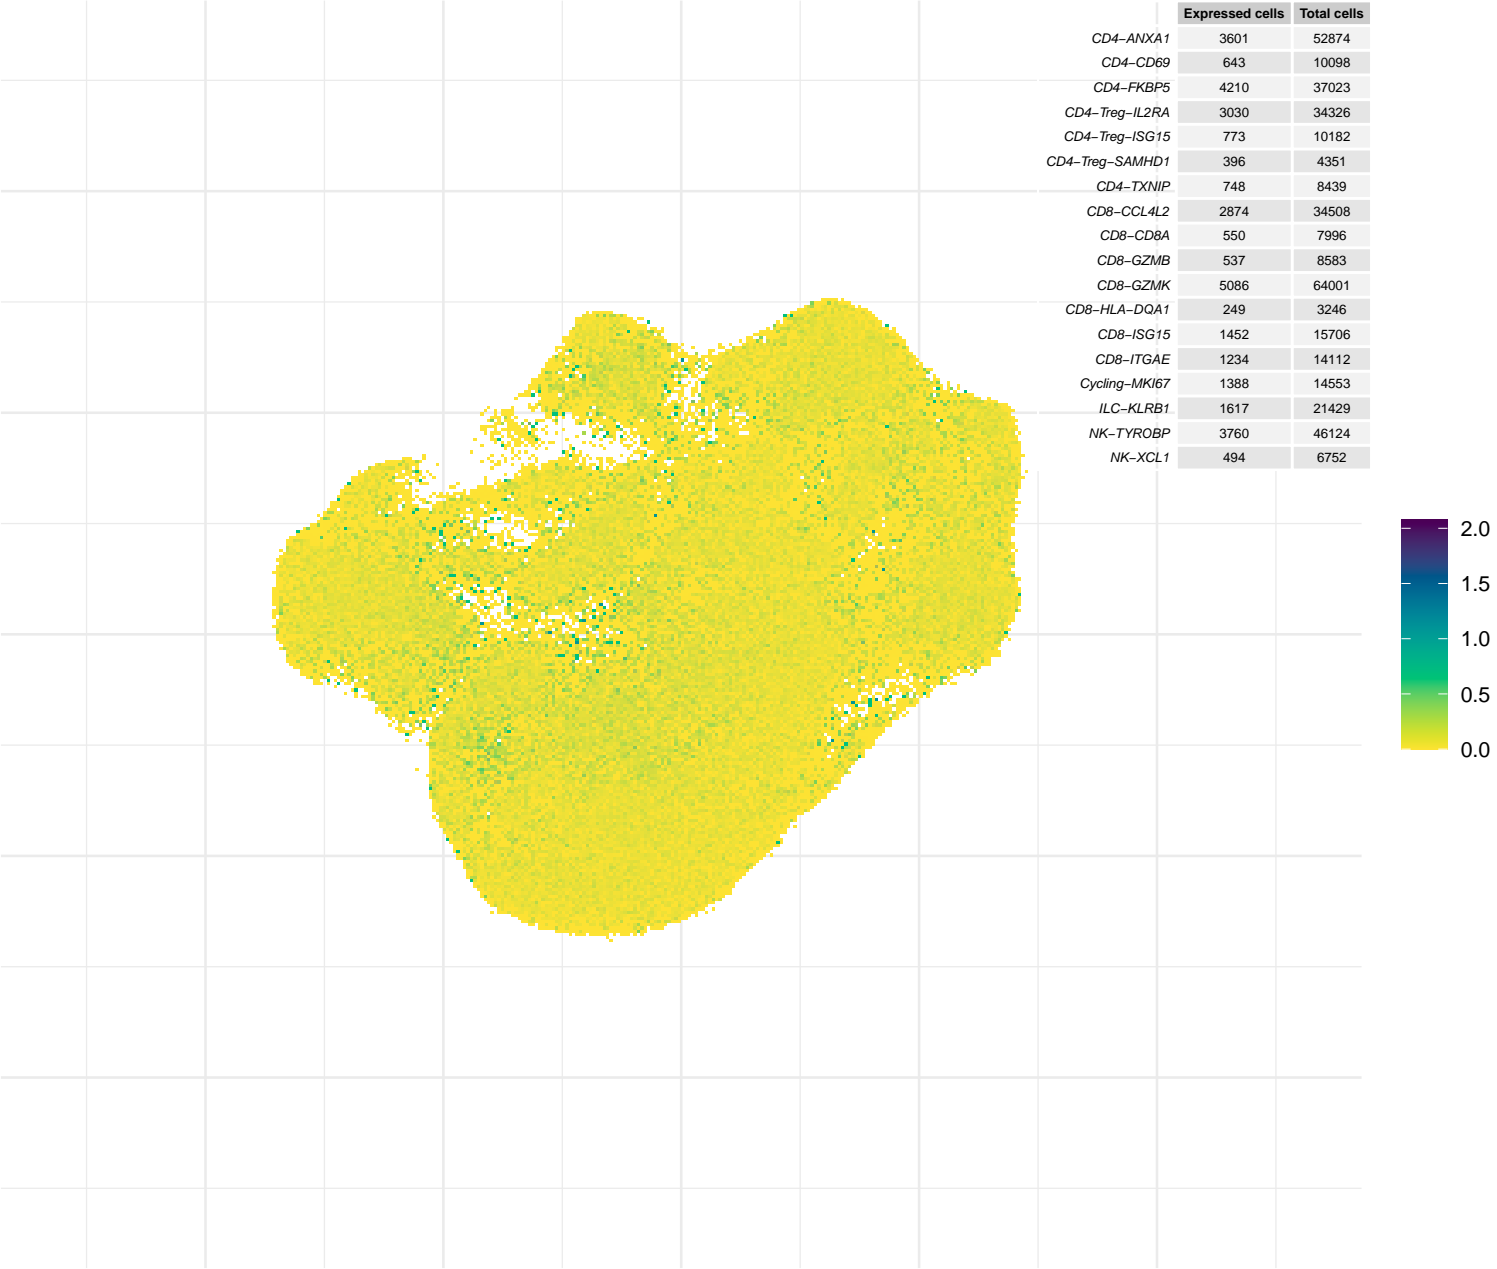 Expressed cells Total cells
CD4−ANXA1 3601 52874
CD4−CD69 643 10098
CD4−FKBP5 4210 37023
CD4−Treg−IL2RA 3030 34326
CD4−Treg−ISG15 773 10182
CD4−Treg−SAMHD1 396 4351
CD4−TXNIP 748 8439
CD8−CCL4L2 2874 34508
CD8−CD8A 550 7996
CD8−GZMB 537 8583
CD8−GZMK 5086 64001
CD8−HLA−DQA1 249 3246
CD8−ISG15 1452 15706
CD8−ITGAE 1234 14112
Cycling−MKI67 1388 14553
ILC−KLRB1 1617 21429
NK−TYROBP 3760 46124
NK−XCL1 494 6752
2.0
1.5
1.0
0.5
0.0